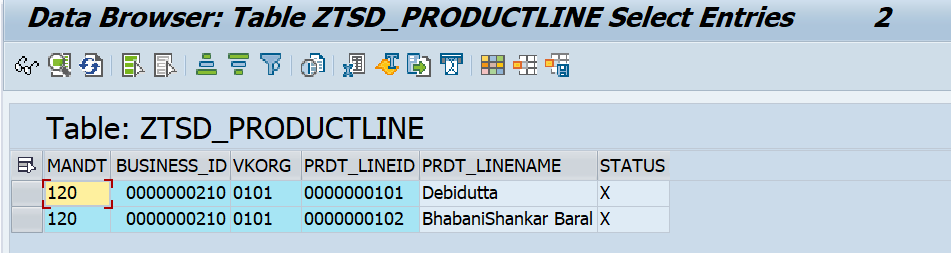 Data Browser: Table ZTSD_PRODUCTLINE Select Entries 2
Table: ZTSD_PRODUCTLINE
MANDT BUSINESS_ID VKORG PRDT_LINEID PRDT_LINENAME STATUS
120 0000000210 0101 0000000101 Debidutta X
120 0000000210 0101 0000000102 BhabaniShankar Baral X